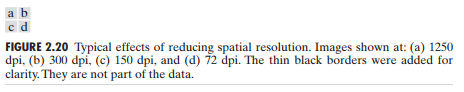 a b
c d
FIGURE 2.20 Typical effects of reducing spatial resolution. Images shown at: (a) 1250
dpi, (b) 300 dpi, (c) 150 dpi, and (d) 72 dpi. The thin black borders were added for
clarity. They are not part of the data.